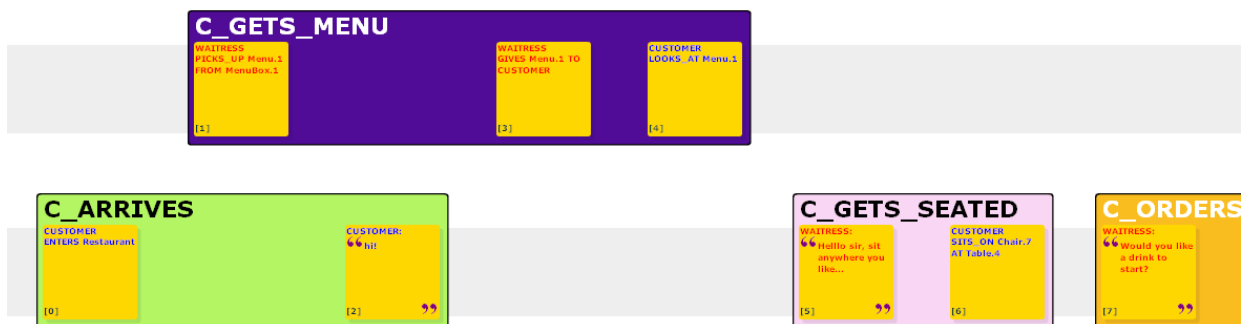 C_GETS_MENU
WAITRESS
PICKS_UP Menu.1
FROM MenuBox.1
[1]
WAITRESS
GIVES Menu.1 TO
CUSTOMER
[3]
CUSTOMER
LOOKS_AT Menu.1
[4]
C_ARRIVES
CUSTOMER
ENTERS Restaurant
[0]
CUSTOMER:
“hi!
[2] ”
C_GETS_SEATED
WAITRESS:
“Helllo sir, sit
anywhere you
like...
[5] ”
CUSTOMER
SITS_ON Chair.7
AT Table.4
[6]
C_ORDERS
WAITRESS:
“Would you like
a drink to
start?
[7] ”